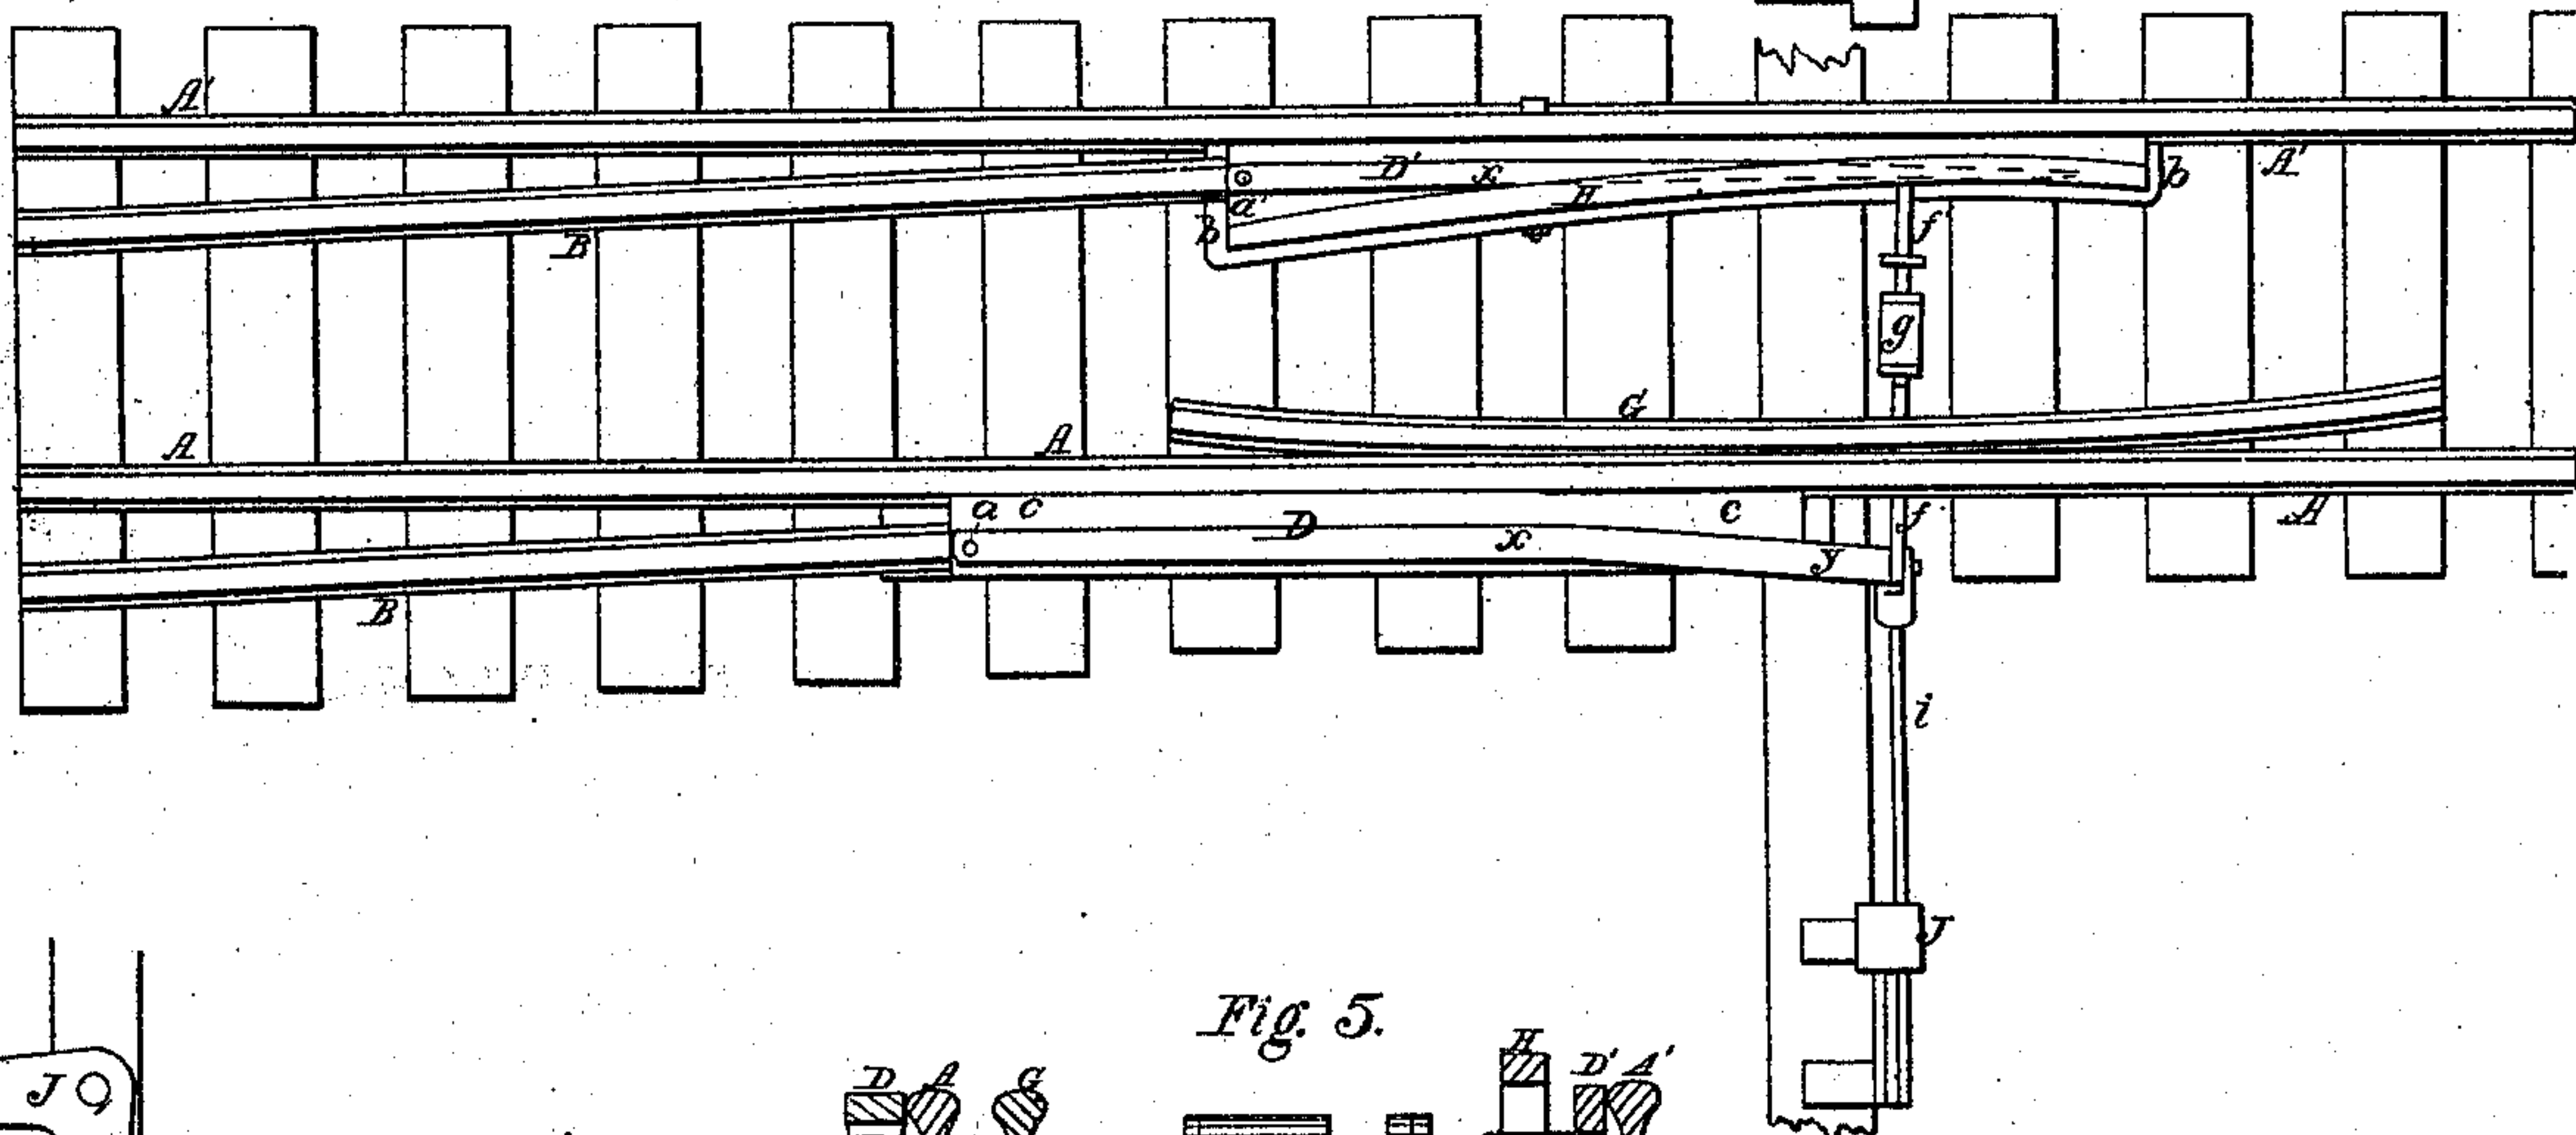 A'
D' x b A'
a' H
b f'
B
g
G
A A
a c c f A
D x
y
B
i
J
Fig. 5.
H
D A G D' A'
J